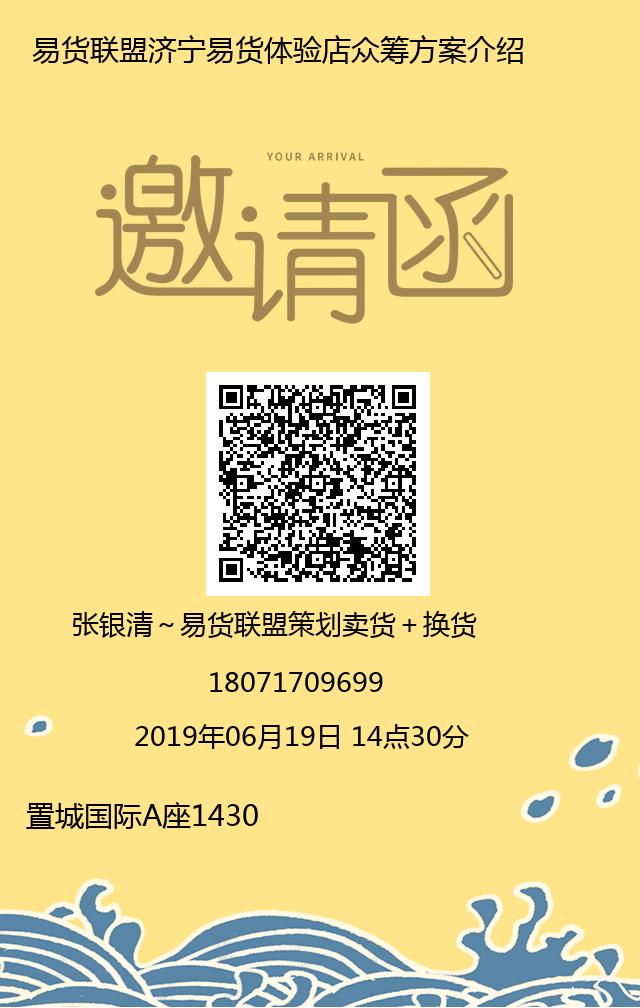 易货联盟济宁易货体验店众筹方案介绍
YOUR ARRIVAL
邀请函
张银清～易货联盟策划卖货＋换货
18071709699
2019年06月19日 14点30分
置城国际A座1430